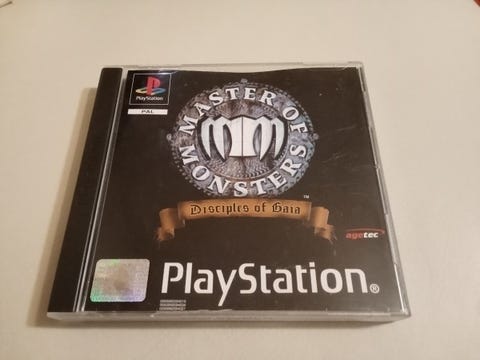 PlayStation
PAL
MASTER OF
MM
MONSTERS
™
Disciples of Gaia
agetec
PlayStation®